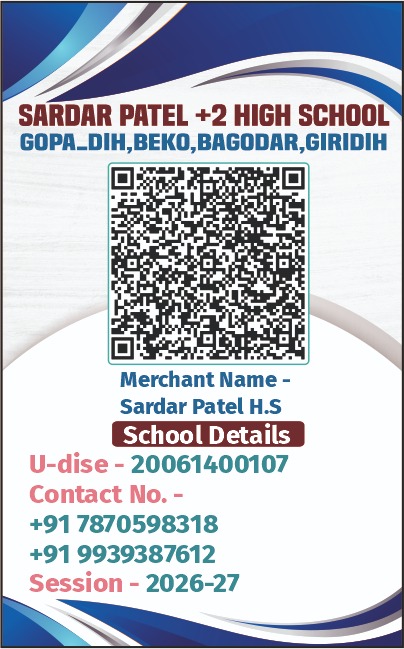 SARDAR PATEL +2 HIGH SCHOOL
GOPA_DIH,BEKO,BAGODAR,GIRIDIH
Merchant Name -
Sardar Patel H.S
School Details
U-dise - 20061400107
Contact No. -
+91 7870598318
+91 9939387612
Session - 2026-27